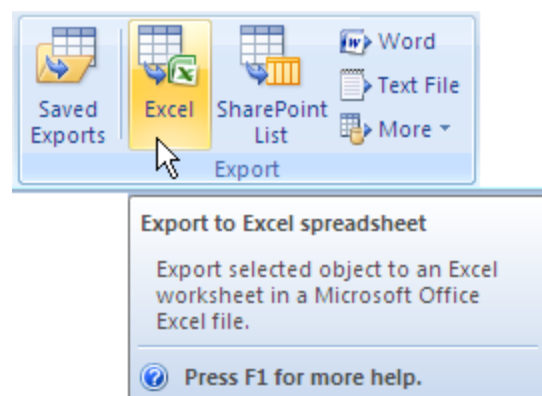 Saved
Exports
Excel
SharePoint
List
Word
Text File
More
Export
Export to Excel spreadsheet
Export selected object to an Excel
worksheet in a Microsoft Office
Excel file.
Press F1 for more help.